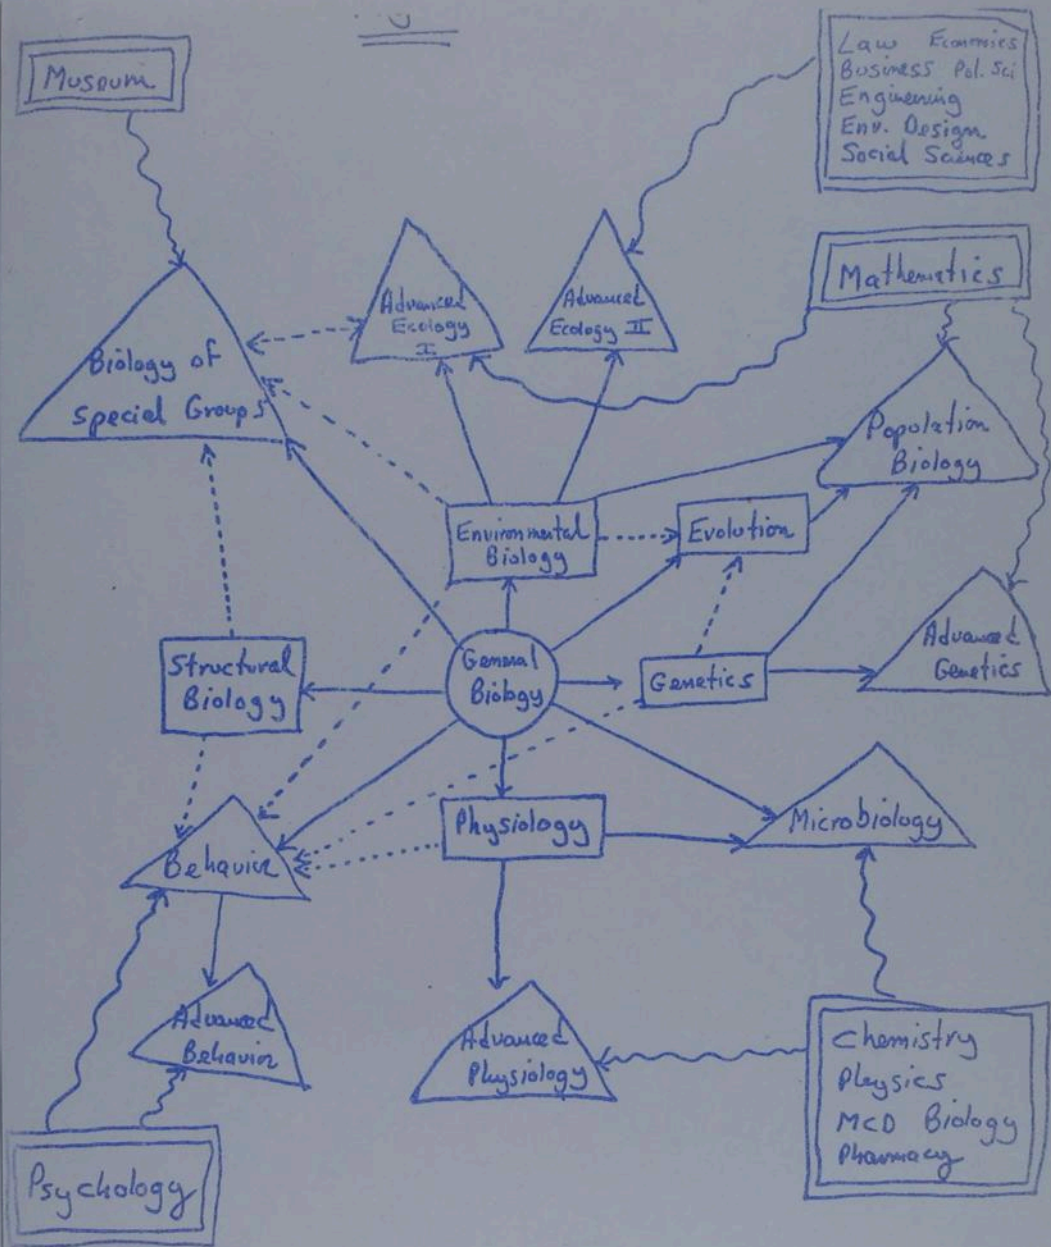 Museum
Law Economics
Business Pol. Sci
Engineering
Env. Design
Social Sciences
Mathematics
Advanced
Ecology
I
Advanced
Ecology II
Biology of
Special Groups
Population
Biology
Environmental
Biology
Evolution
Structural
Biology
General
Biology
Genetics
Advanced
Genetics
Physiology
Microbiology
Behavior
Advanced
Behavior
Advanced
Physiology
Chemistry
Physics
MCD Biology
Pharmacy
Psychology